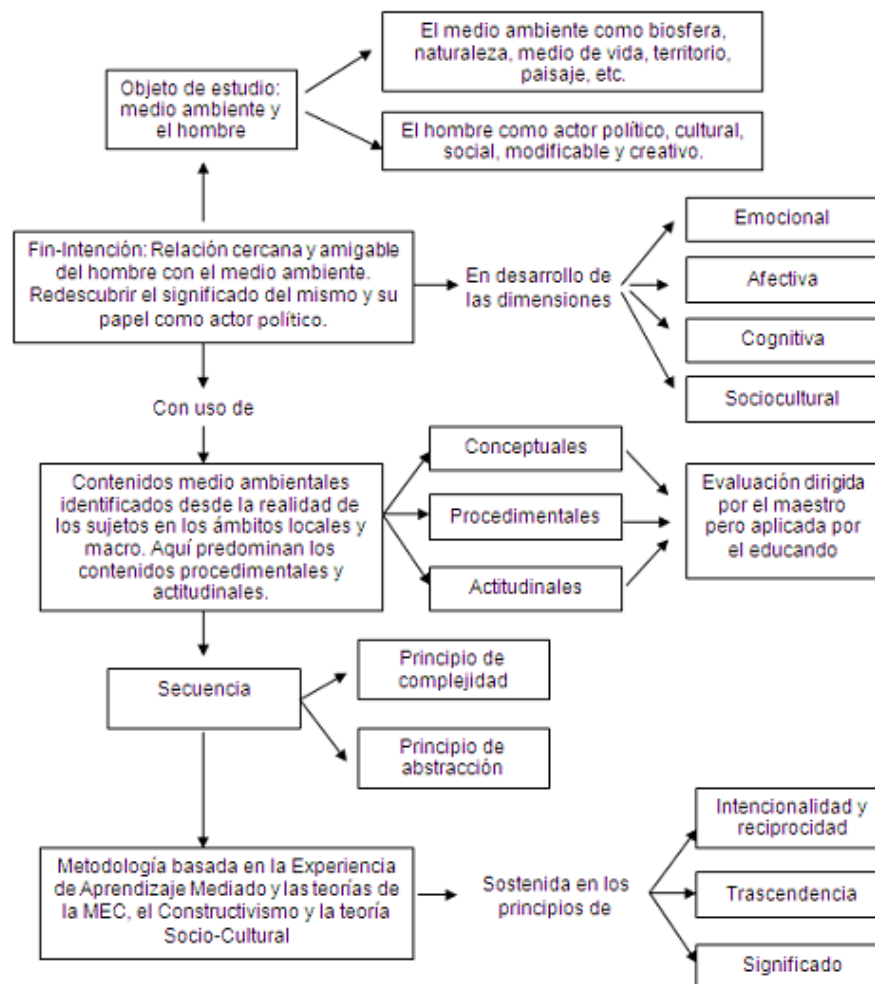 El medio ambiente como biosfera,
naturaleza, medio de vida, territorio,
paisaje, etc.
Objeto de estudio:
medio ambiente y
el hombre
El hombre como actor político, cultural,
social, modificable y creativo.
Fin-Intención: Relación cercana y amigable
del hombre con el medio ambiente.
Redescubrir el significado del mismo y su
papel como actor político.
En desarrollo de
las dimensiones
Emocional
Afectiva
Cognitiva
Sociocultural
Con uso de
Contenidos medio ambientales
identificados desde la realidad de
los sujetos en los ámbitos locales y
macro. Aquí predominan los
contenidos procedimentales y
actitudinales.
Conceptuales
Procedimentales
Actitudinales
Evaluación dirigida
por el maestro
pero aplicada por
el educando
Secuencia
Principio de
complejidad
Principio de
abstracción
Metodología basada en la Experiencia
de Aprendizaje Mediado y las teorías de
la MEC, el Constructivismo y la teoría
Socio-Cultural
Sostenida en los
principios de
Intencionalidad y
reciprocidad
Trascendencia
Significado